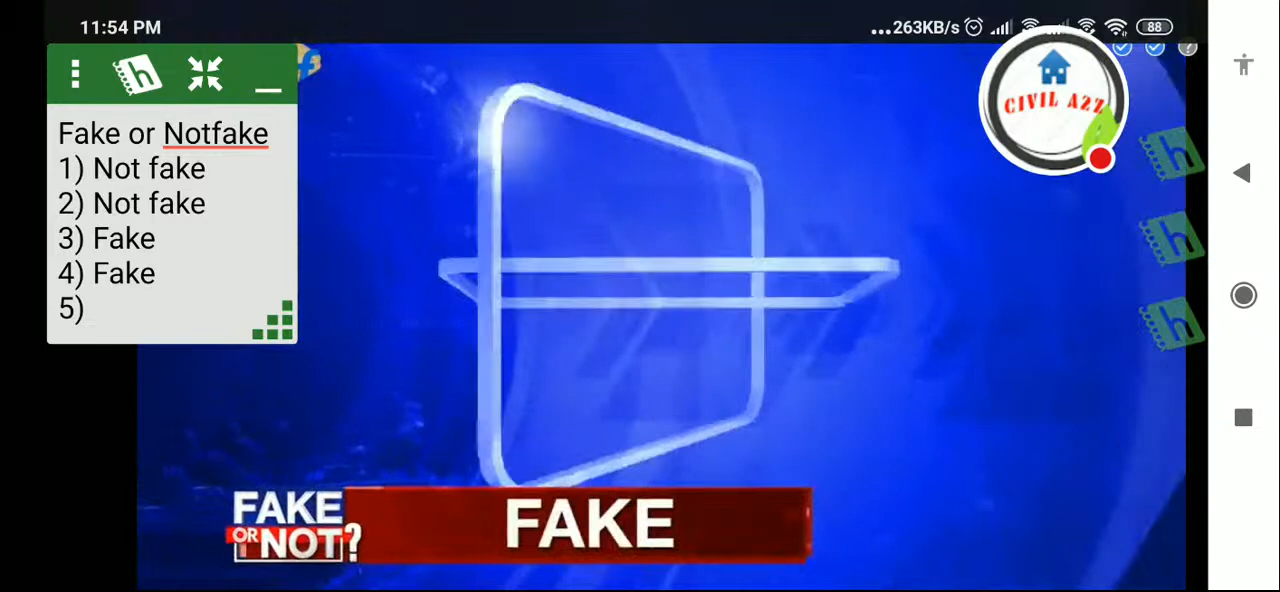 11:54 PM
...263KB/s
88
h
Fake or Notfake
1) Not fake
2) Not fake
3) Fake
4) Fake
5)
CIVIL A2Z
h
h
h
FAKE
OR NOT?
FAKE